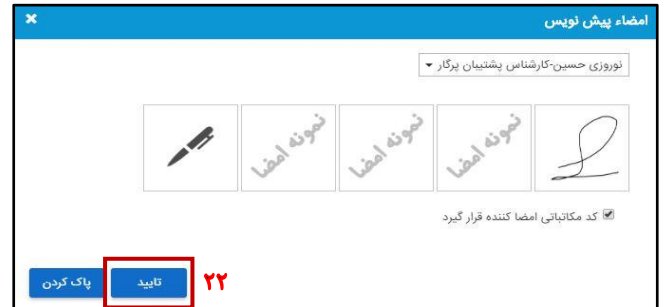 امضاء پیش نویس
نوروزی حسین-کارشناس پشتیبان پرگار
نمونه امضا نمونه امضا نمونه امضا
کد مکاتباتی امضا کننده قرار گیرد
۲۲ تایید پاک کردن